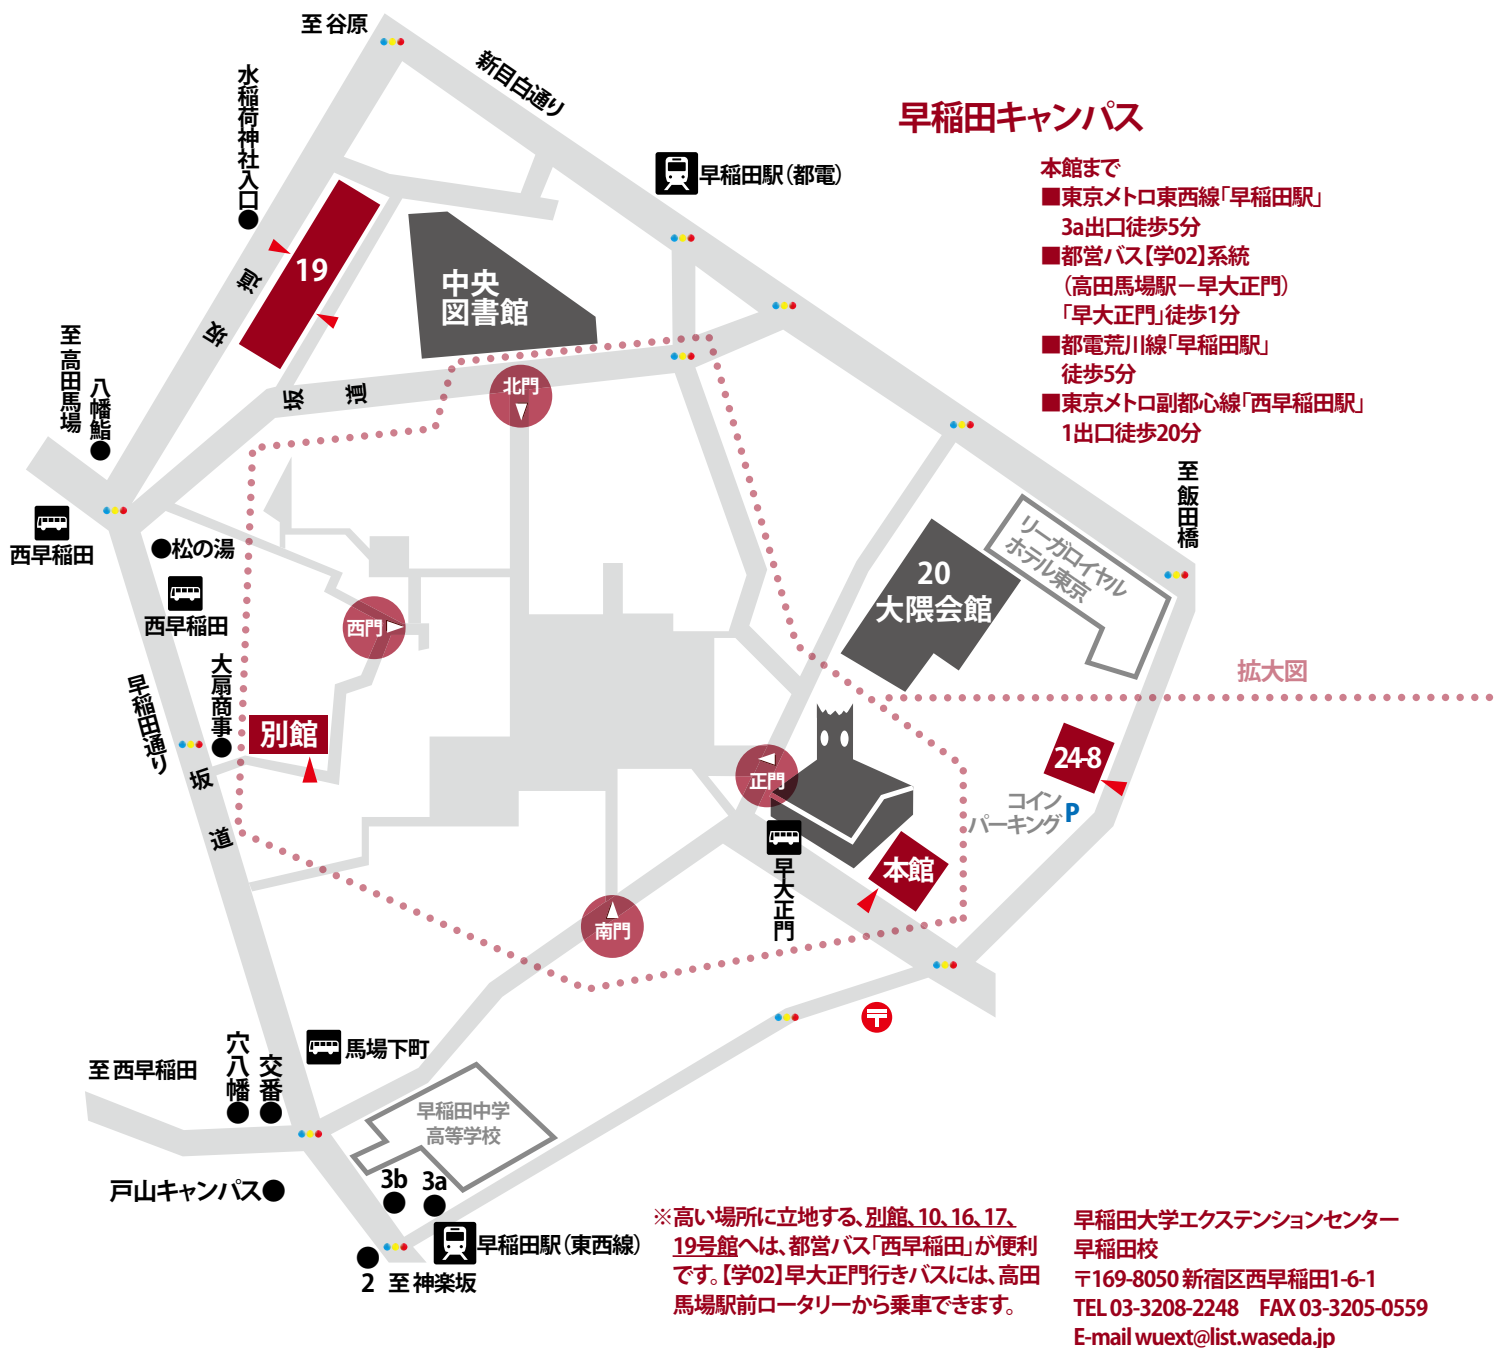 至 谷原
新目白通り
水稲荷神社入口
早稲田キャンパス
早稲田駅(都電)
本館まで
■東京メトロ東西線「早稲田駅」
3a出口徒歩5分
■都営バス【学02】系統
(高田馬場駅－早大正門)
「早大正門」徒歩1分
■都電荒川線「早稲田駅」
徒歩5分
■東京メトロ副都心線「西早稲田駅」
1出口徒歩20分
19
坂道
中央
図書館
至 高田馬場
八幡鮨
坂道
北門
至 飯田橋
西早稲田
松の湯
西早稲田
リーガロイヤル
ホテル東京
20
大隈会館
西門
大扇商事
早稲田通り
別館
拡大図
坂道
正門
24-8
コイン
パーキング
P
早大正門
本館
南門
馬場下町
穴八幡
交番
至 西早稲田
早稲田中学
高等学校
戸山キャンパス
3b
3a
早稲田駅(東西線)
2
至 神楽坂
※高い場所に立地する、別館、10、16、17、
19号館へは、都営バス「西早稲田」が便利
です。【学02】早大正門行きバスには、高田
馬場駅前ロータリーから乗車できます。
早稲田大学エクステンションセンター
早稲田校
〒169-8050 新宿区西早稲田1-6-1
TEL 03-3208-2248 FAX 03-3205-0559
E-mail wuext@list.waseda.jp